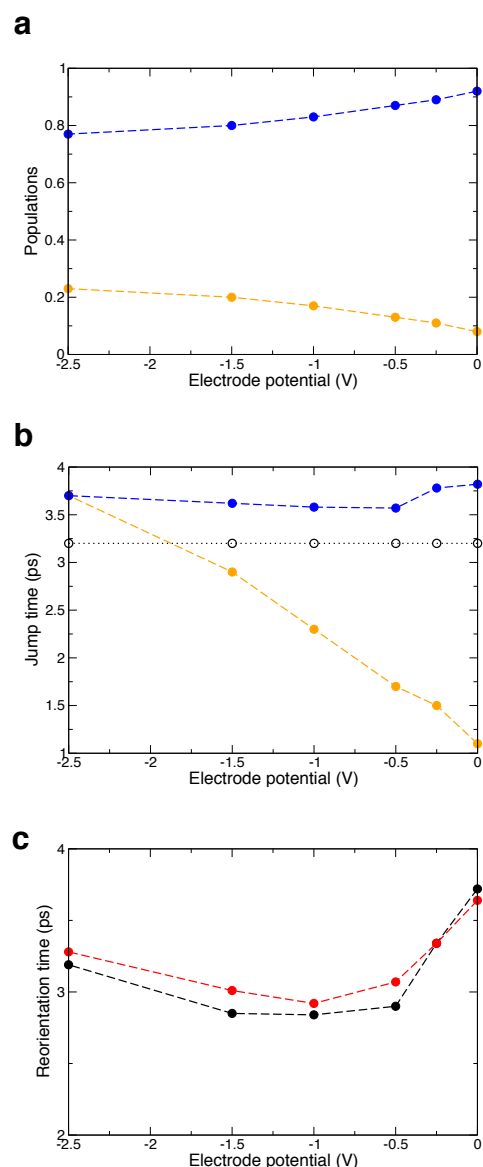 a
1
0.8
0.6
0.4
0.2
0
Populations
-2.5 -2 -1.5 -1 -0.5 0
Electrode potential (V)
b
4
3.5
3
2.5
2
1.5
1
Jump time (ps)
-2.5 -2 -1.5 -1 -0.5 0
Electrode potential (V)
c
4
3
2
Reorientation time (ps)
-2.5 -2 -1.5 -1 -0.5 0
Electrode potential (V)